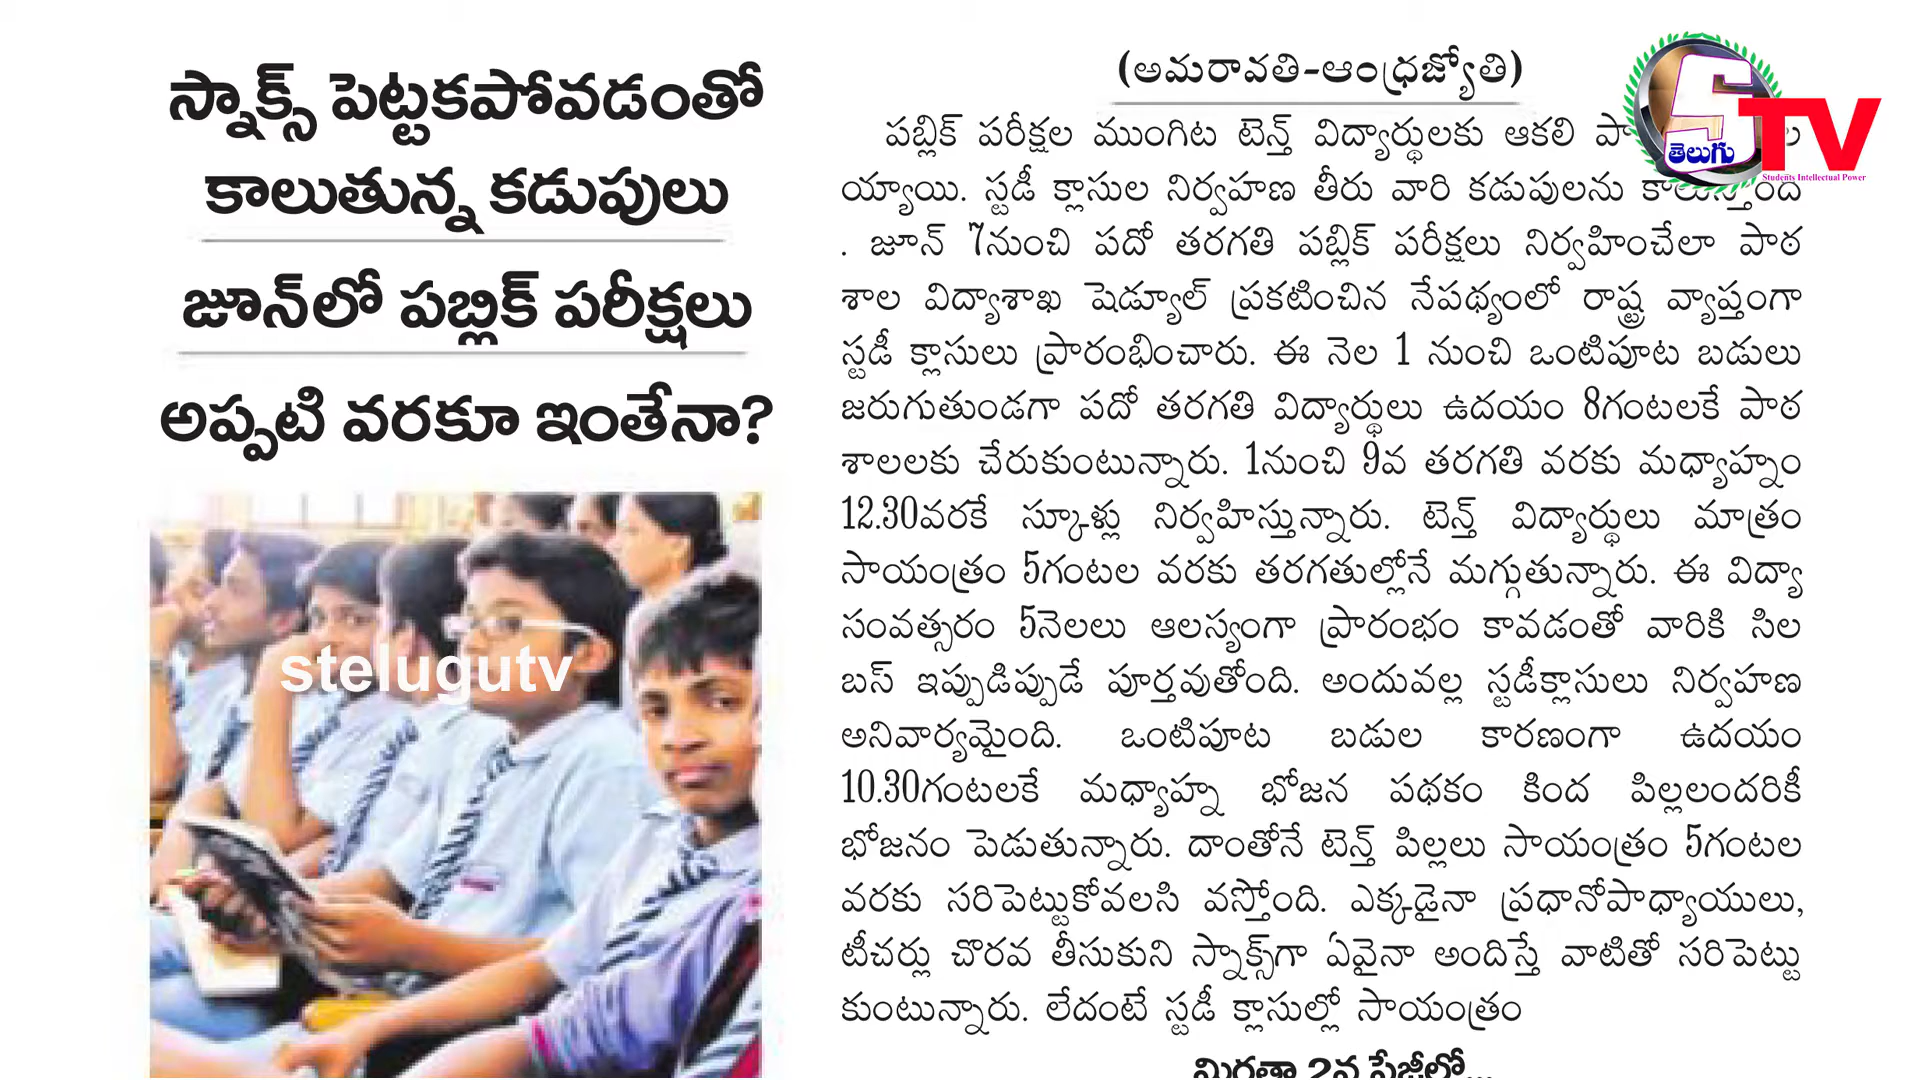 స్నాక్స్ పెట్టకపోవడంతో
కాలుతున్న కడుపులు
జూన్‌లో పబ్లిక్ పరీక్షలు
అప్పటి వరకూ ఇంతేనా?
stelugutv
(అమరావతి-ఆంధ్రజ్యోతి)
పబ్లిక్ పరీక్షల ముంగిట టెన్త్ విద్యార్థులకు ఆకలి
య్యాయి. స్టడీ క్లాసుల నిర్వహణ తీరు వారి కడుపులను కాలుస్తోంది
. జూన్ 7నుంచి పదో తరగతి పబ్లిక్ పరీక్షలు నిర్వహించేలా పాఠ
శాల విద్యాశాఖ షెడ్యూల్ ప్రకటించిన నేపథ్యంలో రాష్ట్ర వ్యాప్తంగా
స్టడీ క్లాసులు ప్రారంభించారు. ఈ నెల 1 నుంచి ఒంటిపూట బడులు
జరుగుతుండగా పదో తరగతి విద్యార్థులు ఉదయం 8గంటలకే పాఠ
శాలలకు చేరుకుంటున్నారు. 1నుంచి 9వ తరగతి వరకు మధ్యాహ్నం
12.30వరకే స్కూళ్లు నిర్వహిస్తున్నారు. టెన్త్ విద్యార్థులు మాత్రం
సాయంత్రం 5గంటల వరకు తరగతుల్లోనే మగ్గుతున్నారు. ఈ విద్యా
సంవత్సరం 5నెలలు ఆలస్యంగా ప్రారంభం కావడంతో వారికి సిల
బస్ ఇప్పుడిప్పుడే పూర్తవుతోంది. అందువల్ల స్టడీక్లాసులు నిర్వహణ
అనివార్యమైంది. ఒంటిపూట బడుల కారణంగా ఉదయం
10.30గంటలకే మధ్యాహ్న భోజన పథకం కింద పిల్లలందరికీ
భోజనం పెడుతున్నారు. దాంతోనే టెన్త్ పిల్లలు సాయంత్రం 5గంటల
వరకు సరిపెట్టుకోవలసి వస్తోంది. ఎక్కడైనా ప్రధానోపాధ్యాయులు,
టీచర్లు చొరవ తీసుకుని స్నాక్స్‌గా ఏవైనా అందిస్తే వాటితో సరిపెట్టు
కుంటున్నారు. లేదంటే స్టడీ క్లాసుల్లో సాయంత్రం
మిగతా 2వ పేజీలో...
S TV
తెలుగు
Students Intellectual Power